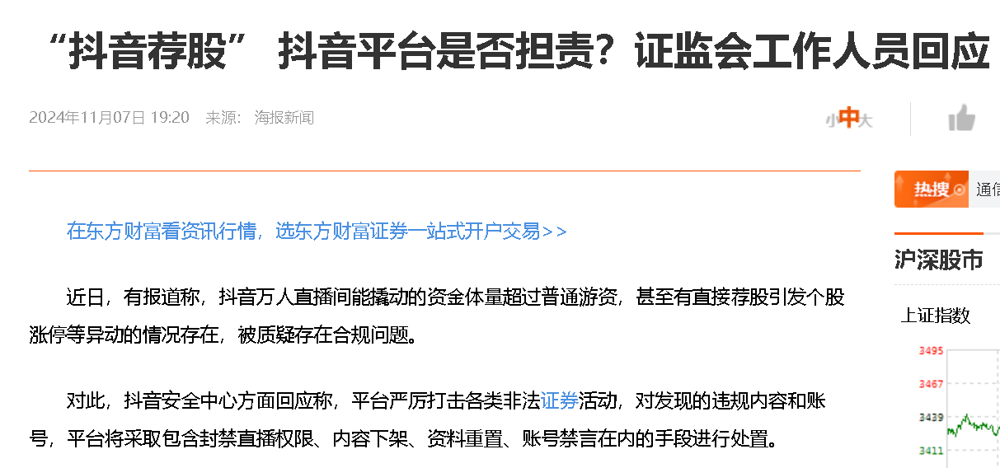 “抖音荐股” 抖音平台是否担责？证监会工作人员回应
2024年11月07日 19:20 来源： 海报新闻
小中大
热搜 通信
在东方财富看资讯行情，选东方财富证券一站式开户交易>>
沪深股市
近日，有报道称，抖音万人直播间能撬动的资金体量超过普通游资，甚至有直接荐股引发个股
涨停等异动的情况存在，被质疑存在合规问题。
上证指数
3495
3467
3439
3411
对此，抖音安全中心方面回应称，平台严厉打击各类非法证券活动，对发现的违规内容和账
号，平台将采取包含封禁直播权限、内容下架、资料重置、账号禁言在内的手段进行处置。